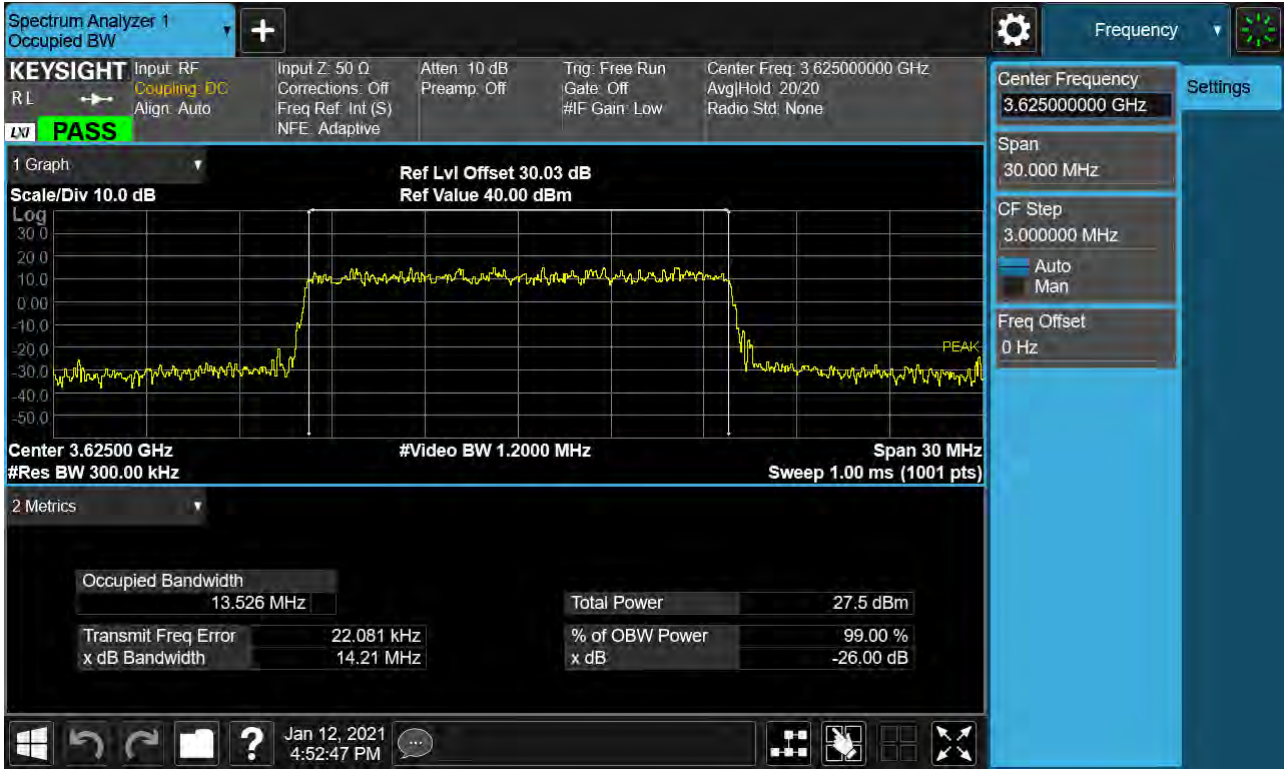 Spectrum Analyzer 1
Occupied BW
Frequency
KEYSIGHT
R L
LXI
PASS
Input: RF
Coupling: DC
Align: Auto
Input Z: 50 Ω
Corrections: Off
Freq Ref: Int (S)
NFE: Adaptive
Atten: 10 dB
Preamp: Off
Trig: Free Run
Gate: Off
#IF Gain: Low
Center Freq: 3.625000000 GHz
Avg|Hold: 20/20
Radio Std: None
1 Graph
Scale/Div 10.0 dB
Ref Lvl Offset 30.03 dB
Ref Value 40.00 dBm
Log
30.0
20.0
10.0
0.00
-10.0
-20.0
-30.0
-40.0
-50.0
PEAK
Center 3.62500 GHz
#Video BW 1.2000 MHz
Span 30 MHz
#Res BW 300.00 kHz
Sweep 1.00 ms (1001 pts)
2 Metrics
Occupied Bandwidth
13.526 MHz
Total Power 27.5 dBm
Transmit Freq Error 22.081 kHz
% of OBW Power 99.00 %
x dB Bandwidth 14.21 MHz
x dB -26.00 dB
Jan 12, 2021
4:52:47 PM
Center Frequency
3.625000000 GHz
Settings
Span
30.000 MHz
CF Step
3.000000 MHz
Auto
Man
Freq Offset
0 Hz